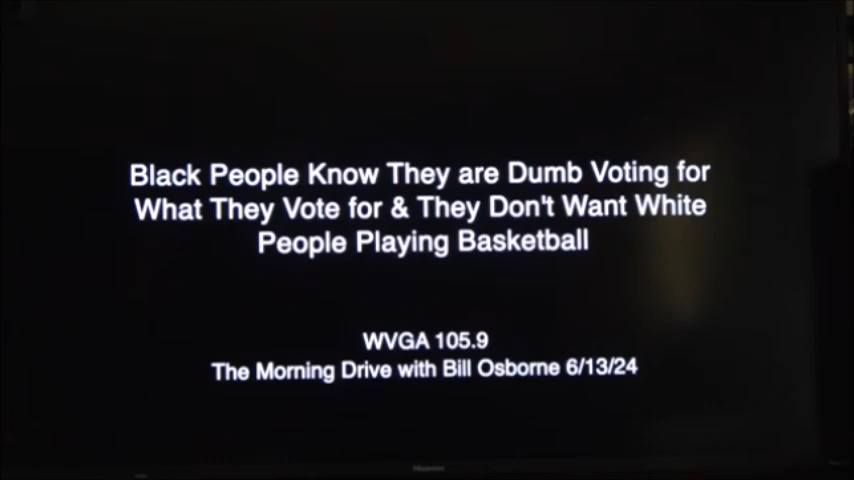 Black People Know They are Dumb Voting for
What They Vote for & They Don't Want White
People Playing Basketball
WVGA 105.9
The Morning Drive with Bill Osborne 6/13/24
Hisense